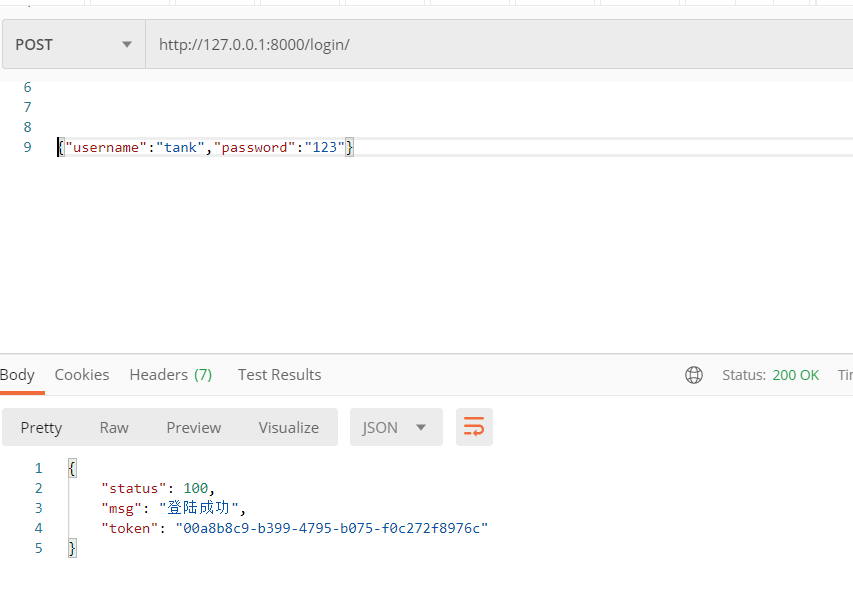 POST http://127.0.0.1:8000/login/
6
7
8
9 {"username":"tank","password":"123"}
Body Cookies Headers (7) Test Results Status: 200 OK
Pretty Raw Preview Visualize JSON
1 {
2 "status": 100,
3 "msg": "登陆成功",
4 "token": "00a8b8c9-b399-4795-b075-f0c272f8976c"
5 }